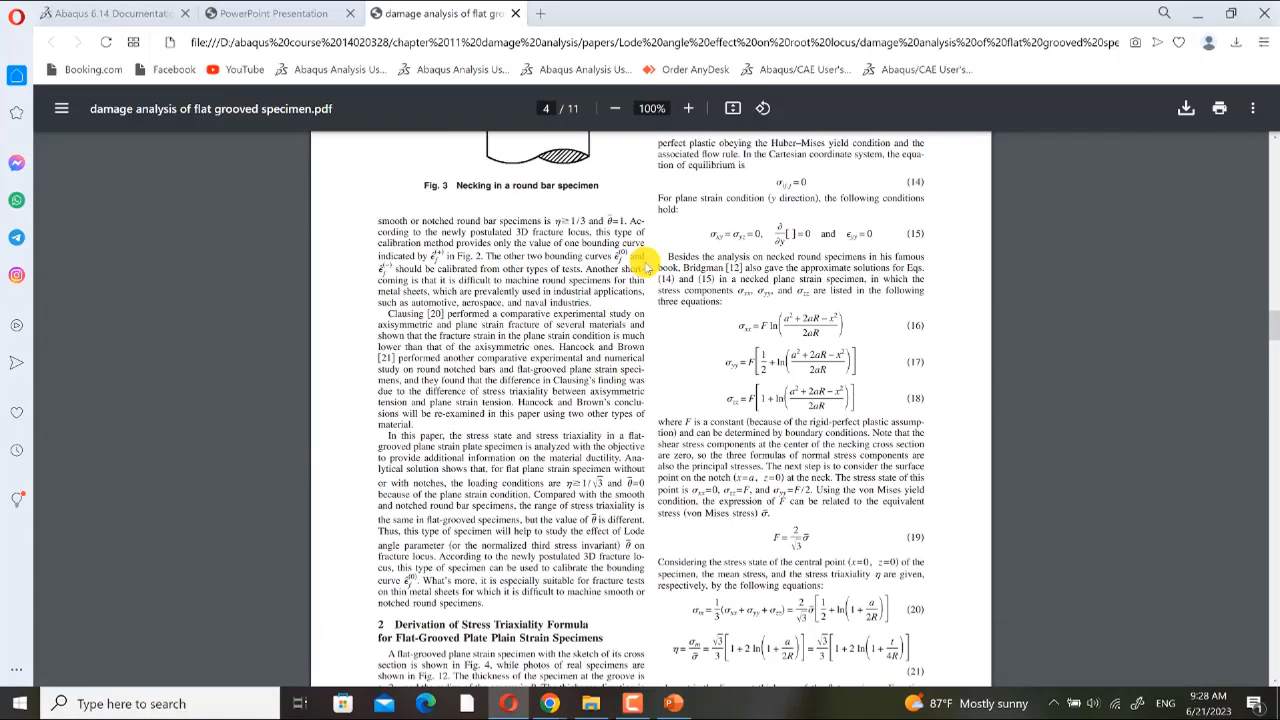 Abaqus 6.14 Documentati
PowerPoint Presentation
damage analysis of flat gro
file:///D:/abaqus%20course%2014020328/chapter%2011%20damage%20analysis/papers/Lode%20angle%20effect%20on%20root%20locus/damage%20analysis%20of%20flat%20grooved%20spe
Booking.com
Facebook
YouTube
Abaqus Analysis Us...
Abaqus Analysis Us...
Abaqus Analysis Us...
Order AnyDesk
Abaqus/CAE User's...
Abaqus/CAE User's...
damage analysis of flat grooved specimen.pdf
4 / 11
100%
Fig. 3 Necking in a round bar specimen
smooth or notched round bar specimens is η≥1/3 and θ̄=1. Ac-
cording to the newly postulated 3D fracture locus, this type of
calibration method provides only the value of one bounding curve
indicated by ε̄_f^(+) in Fig. 2. The other two bounding curves ε̄_f^(0) and
ε̄_f^(−) should be calibrated from other types of tests. Another short-
coming is that it is difficult to machine round specimens for thin
metal sheets, which are prevalently used in industrial applications,
such as automotive, aerospace, and naval industries.
Clausing [20] performed a comparative experimental study on
axisymmetric and plane strain fracture of several materials and
shown that the fracture strain in the plane strain condition is much
lower than that of the axisymmetric ones. Hancock and Brown
[21] performed another comparative experimental and numerical
study on round notched bars and flat-grooved plane strain speci-
mens, and they found that the difference in Clausing's finding was
due to the difference of stress triaxiality between axisymmetric
tension and plane strain tension. Hancock and Brown's conclu-
sions will be re-examined in this paper using two other types of
material.
In this paper, the stress state and stress triaxiality in a flat-
grooved plane strain plate specimen is analyzed with the objective
to provide additional information on the material ductility. Ana-
lytical solution shows that, for flat plane strain specimen without
or with notches, the loading conditions are η≥1/√3 and θ̄=0
because of the plane strain condition. Compared with the smooth
and notched round bar specimens, the range of stress triaxiality is
the same in flat-grooved specimens, but the value of θ̄ is different.
Thus, this type of specimen will help to study the effect of Lode
angle parameter (or the normalized third stress invariant) θ̄ on
fracture locus. According to the newly postulated 3D fracture lo-
cus, this type of specimen can be used to calibrate the bounding
curve ε̄_f^(0). What's more, it is especially suitable for fracture tests
on thin metal sheets for which it is difficult to machine smooth or
notched round specimens.
2 Derivation of Stress Triaxiality Formula
for Flat-Grooved Plate Plain Strain Specimens
A flat-grooved plane strain specimen with the sketch of its cross
section is shown in Fig. 4, while photos of real specimens are
shown in Fig. 12. The thickness of the specimen at the groove is
perfect plastic obeying the Huber–Mises yield condition and the
associated flow rule. In the Cartesian coordinate system, the equa-
tion of equilibrium is
σ_ij,j=0 (14)
For plane strain condition (y direction), the following conditions
hold:
σ_xy=σ_yz=0, ∂/∂y[ ]=0 and ε_yy=0 (15)
Besides the analysis on necked round specimens in his famous
book, Bridgman [12] also gave the approximate solutions for Eqs.
(14) and (15) in a necked plane strain specimen, in which the
stress components σ_xx, σ_yy, and σ_zz are listed in the following
three equations:
σ_xx=F ln((a²+2aR−x²)/2aR) (16)
σ_yy=F[1/2+ln((a²+2aR−x²)/2aR)] (17)
σ_zz=F[1+ln((a²+2aR−x²)/2aR)] (18)
where F is a constant (because of the rigid-perfect plastic assump-
tion) and can be determined by boundary conditions. Note that the
shear stress components at the center of the necking cross section
are zero, so the three formulas of normal stress components are
also the principal stresses. The next step is to consider the surface
point on the notch (x=a, z=0) at the neck. The stress state of this
point is σ_xx=0, σ_zz=F, and σ_yy=F/2. Using the von Mises yield
condition, the expression of F can be related to the equivalent
stress (von Mises stress) σ̄.
F=2/√3 σ̄ (19)
Considering the stress state of the central point (x=0, z=0) of the
specimen, the mean stress, and the stress triaxiality η are given,
respectively, by the following equations:
σ_m=1/3(σ_xx+σ_yy+σ_zz)=2/√3 σ̄[1/2+ln(1+a/2R)] (20)
η=σ_m/σ̄=√3/3[1+2 ln(1+a/2R)]=√3/3[1+2 ln(1+t/4R)]
(21)
Type here to search
87°F Mostly sunny
ENG
9:28 AM
6/21/2023